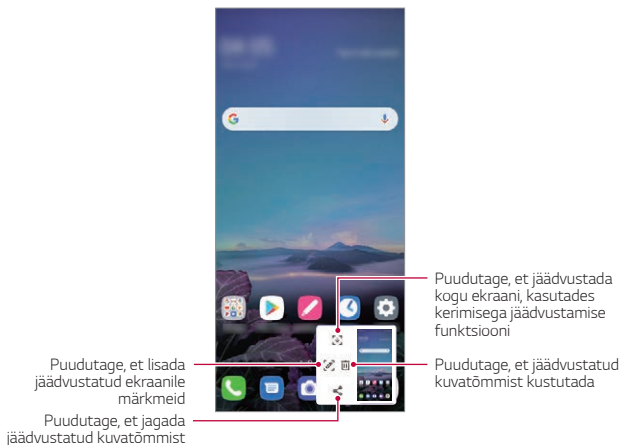 Puudutage, et jäädvustada
kogu ekraani, kasutades
kerimisega jäädvustamise
funktsiooni
Puudutage, et lisada
jäädvustatud ekraanile
märkmeid
Puudutage, et jäädvustatud
kuvatõmmist kustutada
Puudutage, et jagada
jäädvustatud kuvatõmmist